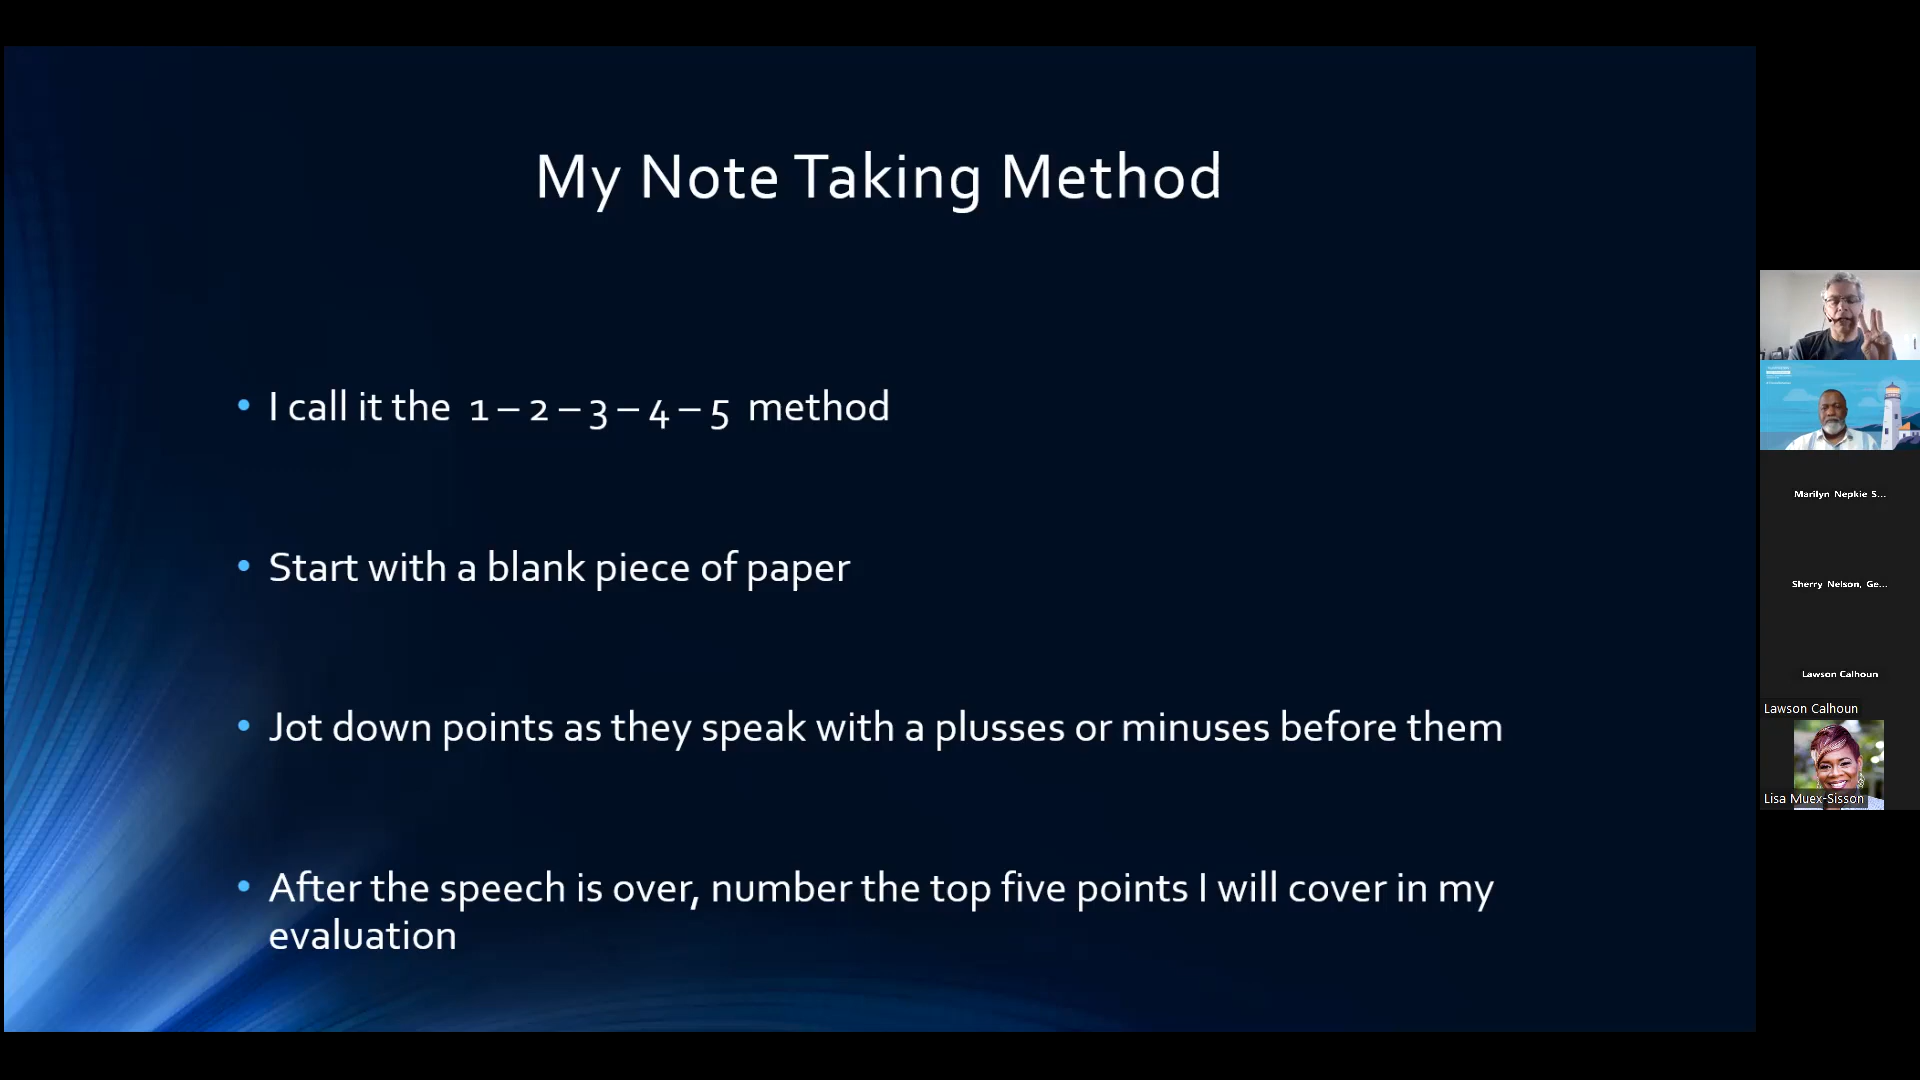 My Note Taking Method
• I call it the 1 – 2 – 3 – 4 – 5 method
• Start with a blank piece of paper
• Jot down points as they speak with a plusses or minuses before them
• After the speech is over, number the top five points I will cover in my
evaluation
Marilyn Nepkie S...
Sherry Nelson, Ge...
Lawson Calhoun
Lawson Calhoun
Lisa Muex-Sisson